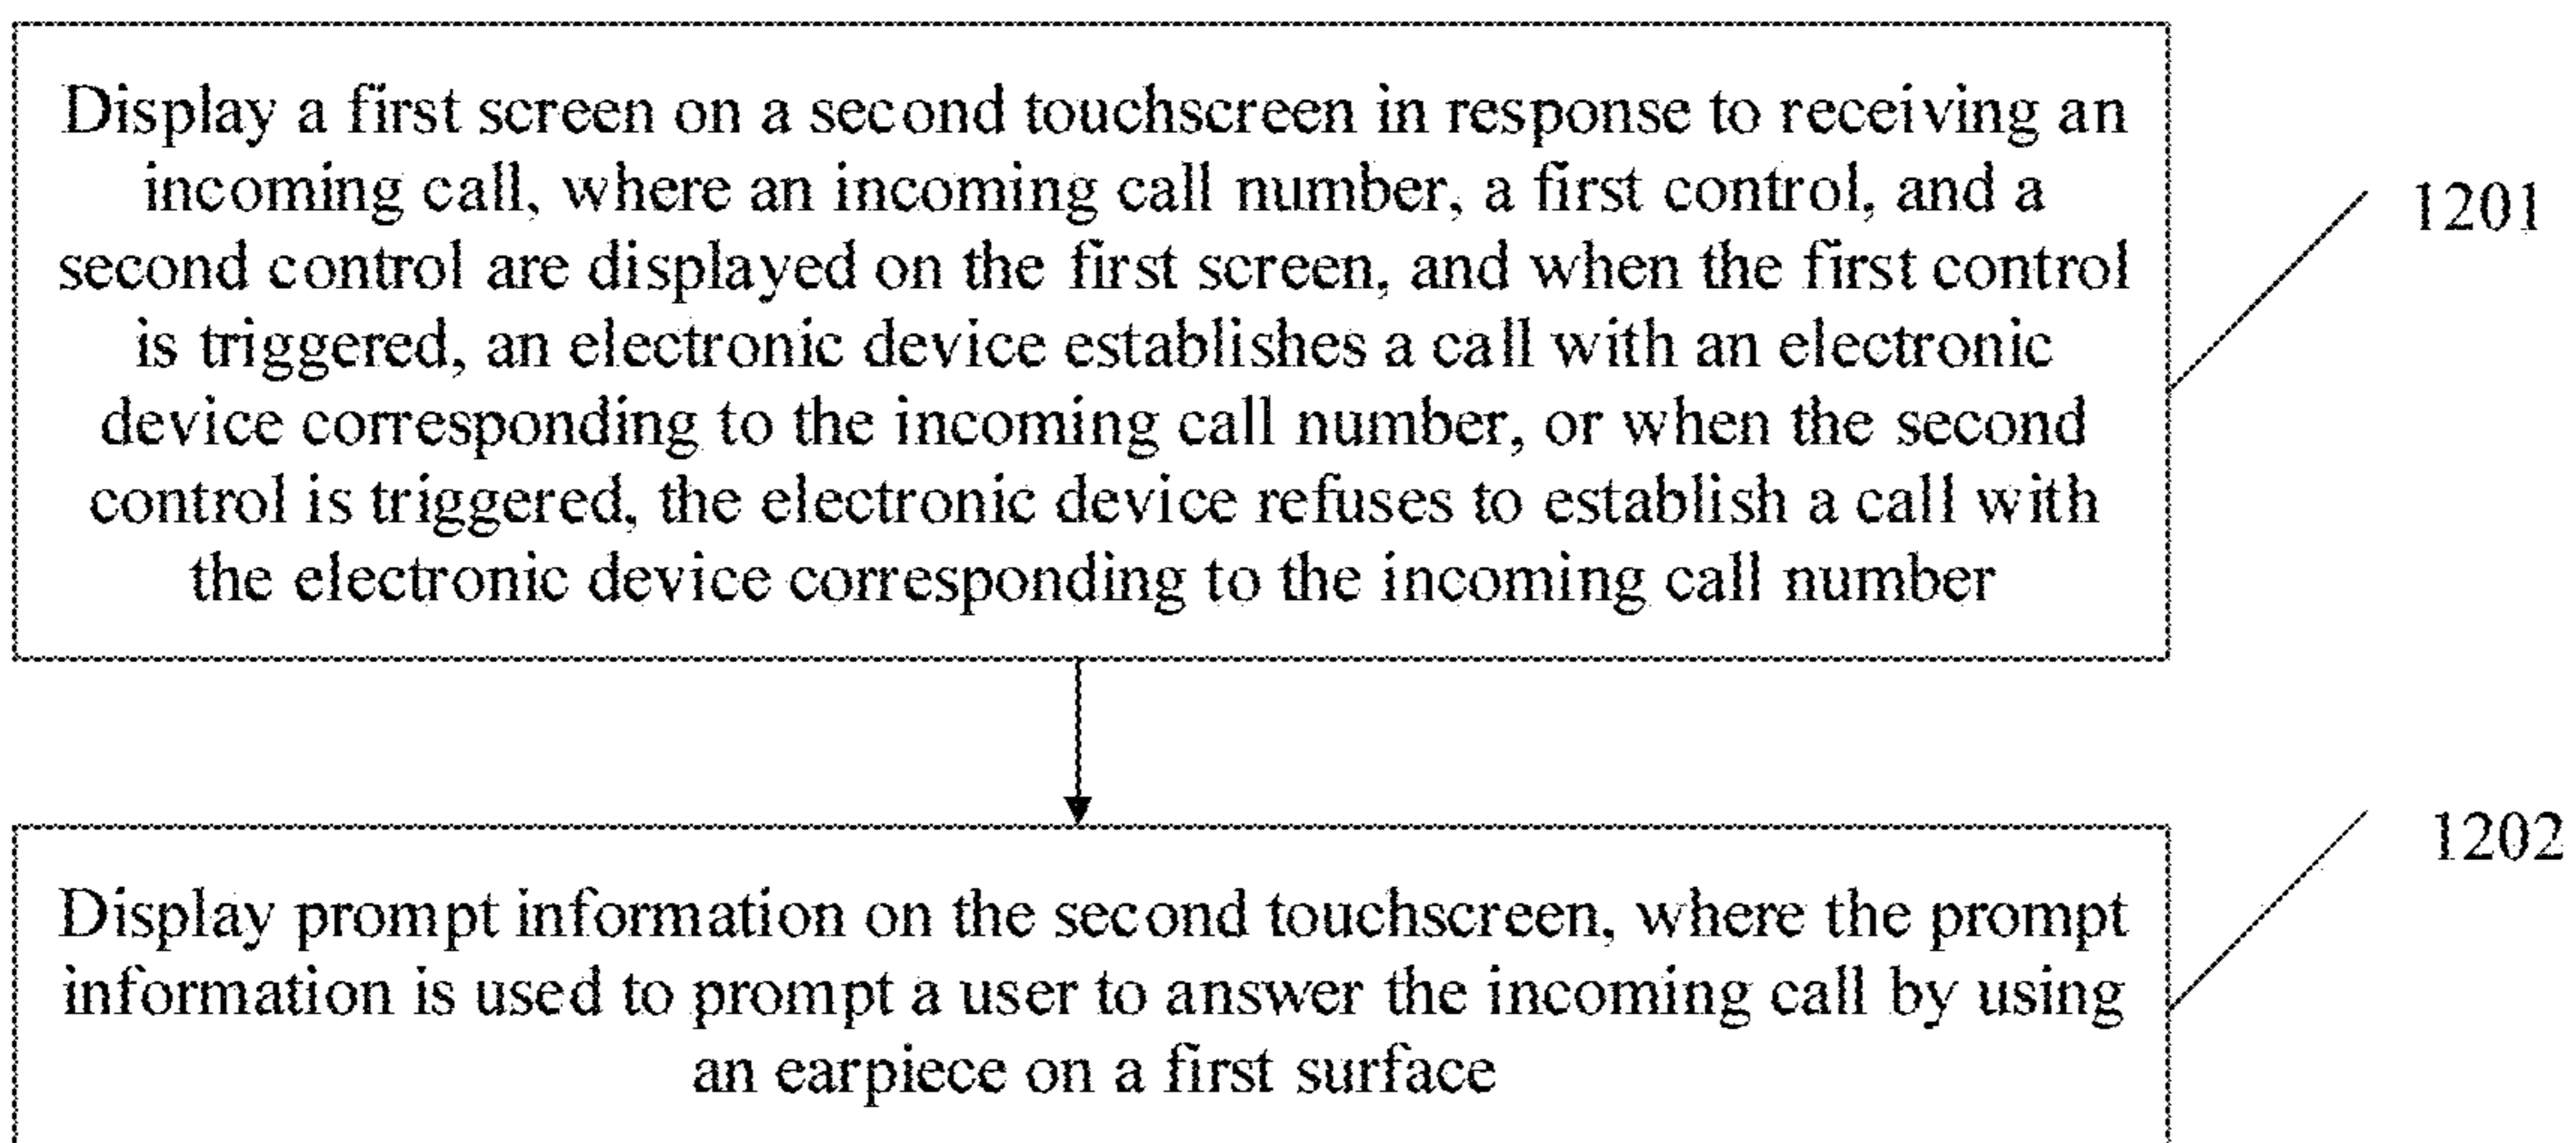 Display a first screen on a second touchscreen in response to receiving an
incoming call, where an incoming call number, a first control, and a
second control are displayed on the first screen, and when the first control
is triggered, an electronic device establishes a call with an electronic
device corresponding to the incoming call number, or when the second
control is triggered, the electronic device refuses to establish a call with
the electronic device corresponding to the incoming call number
1201
Display prompt information on the second touchscreen, where the prompt
information is used to prompt a user to answer the incoming call by using
an earpiece on a first surface
1202